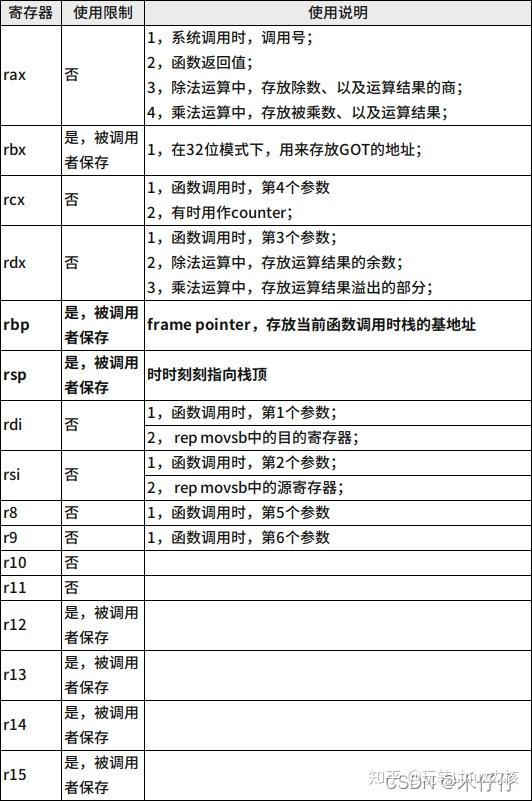 寄存器 使用限制 使用说明
rax 否 1，系统调用时，调用号；
2，函数返回值；
3，除法运算中，存放除数、以及运算结果的商；
4，乘法运算中，存放被乘数、以及运算结果；
rbx 是，被调用者保存 1，在32位模式下，用来存放GOT的地址；
rcx 否 1，函数调用时，第4个参数
2，有时用作counter；
rdx 否 1，函数调用时，第3个参数；
2，除法运算中，存放运算结果的余数；
3，乘法运算中，存放运算结果溢出的部分；
rbp 是，被调用者保存 frame pointer，存放当前函数调用时栈的基地址
rsp 是，被调用者保存 时时刻刻指向栈顶
rdi 否 1，函数调用时，第1个参数；
2， rep movsb中的目的寄存器；
rsi 否 1，函数调用时，第2个参数；
2， rep movsb中的源寄存器；
r8 否 1，函数调用时，第5个参数
r9 否 1，函数调用时，第6个参数
r10 否
r11 否
r12 是，被调用者保存
r13 是，被调用者保存
r14 是，被调用者保存
r15 是，被调用者保存
知乎
CSDN @米仔仔